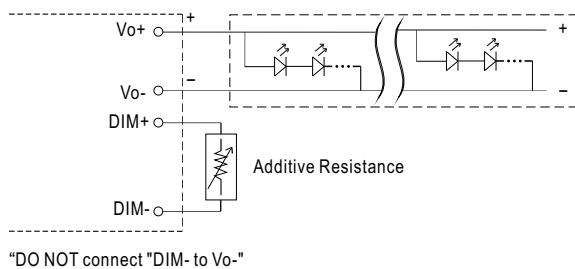 Vo+
+
+
Vo-
–
–
DIM+
Additive Resistance
DIM-
“DO NOT connect "DIM- to Vo-"